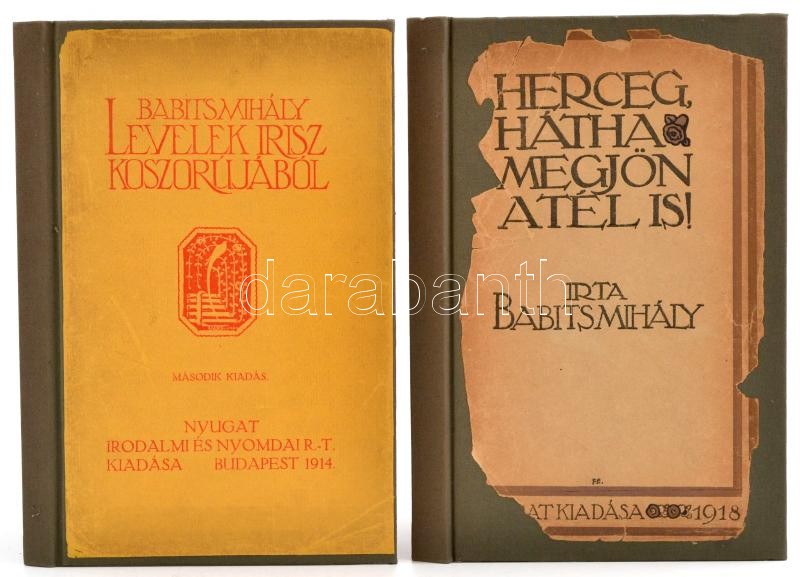 BABITS MIHÁLY
LEVELEK IRISZ
KOSZORÚJÁBÓL
MÁSODIK KIADÁS.
NYUGAT
IRODALMI ÉS NYOMDAI R.-T.
KIADÁSA BUDAPEST 1914.
HERCEG,
HÁTHA
MEGJÖN
A TÉL IS!
IRTA
BABITS MIHÁLY
AT KIADÁSA 1918
darabanth